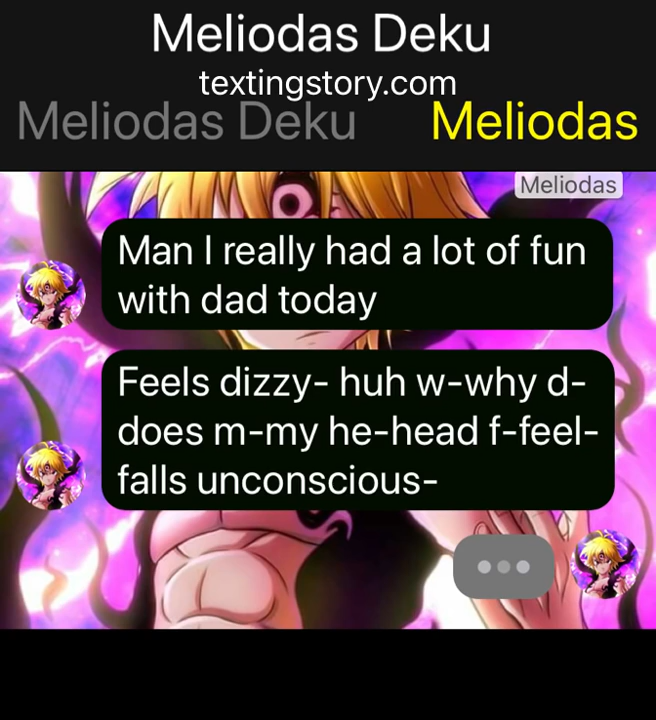 Meliodas Deku
textingstory.com
Meliodas Deku Meliodas
Meliodas
Man I really had a lot of fun
with dad today
Feels dizzy- huh w-why d-
does m-my he-head f-feel-
falls unconscious-